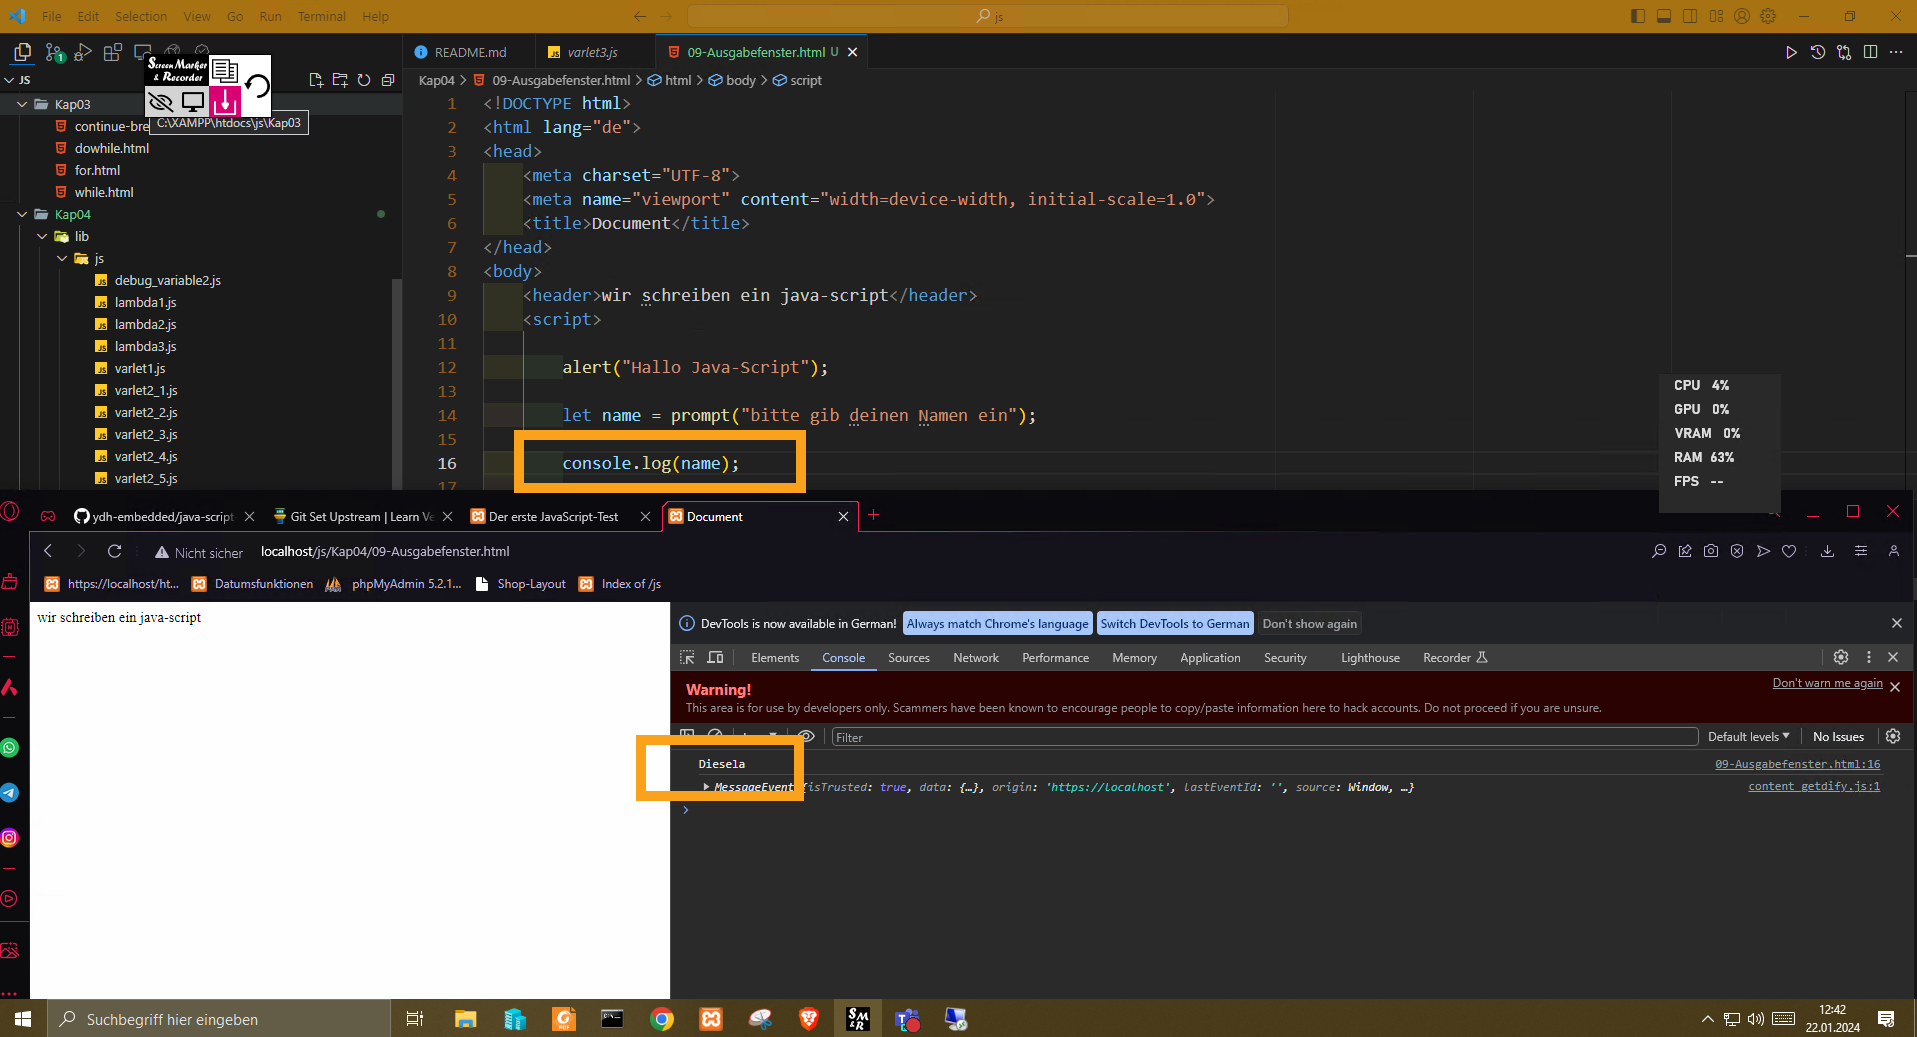 File Edit Selection View Go Run Terminal Help
js
1
Screen Marker
& Recorder
README.md
varlet3.js
09-Ausgabefenster.html U
JS
Kap04 > 09-Ausgabefenster.html > html > body > script
Kap03
C:\XAMPP\htdocs\js\Kap03
continue-bre
dowhile.html
for.html
while.html
Kap04
lib
js
debug_variable2.js
lambda1.js
lambda2.js
lambda3.js
varlet1.js
varlet2_1.js
varlet2_2.js
varlet2_3.js
varlet2_4.js
varlet2_5.js
1 <!DOCTYPE html>
2 <html lang="de">
3 <head>
4 <meta charset="UTF-8">
5 <meta name="viewport" content="width=device-width, initial-scale=1.0">
6 <title>Document</title>
7 </head>
8 <body>
9 <header>wir schreiben ein java-script</header>
10 <script>
11
12 alert("Hallo Java-Script");
13
14 let name = prompt("bitte gib deinen Namen ein");
15
16 console.log(name);
17
CPU 4%
GPU 0%
VRAM 0%
RAM 63%
FPS --
ydh-embedded/java-script
Git Set Upstream | Learn Ve
Der erste JavaScript-Test
Document
Nicht sicher localhost/js/Kap04/09-Ausgabefenster.html
https://localhost/ht...
Datumsfunktionen
phpMyAdmin 5.2.1...
Shop-Layout
Index of /js
wir schreiben ein java-script
DevTools is now available in German! Always match Chrome's language Switch DevTools to German Don't show again
Elements Console Sources Network Performance Memory Application Security Lighthouse Recorder
Warning!
Don't warn me again
This area is for use by developers only. Scammers have been known to encourage people to copy/paste information here to hack accounts. Do not proceed if you are unsure.
Filter
Default levels
No Issues
Diesela
09-Ausgabefenster.html:16
MessageEvent {isTrusted: true, data: {…}, origin: 'https://localhost', lastEventId: '', source: Window, …}
content getdify.js:1
Suchbegriff hier eingeben
SM
&R
12:42
22.01.2024